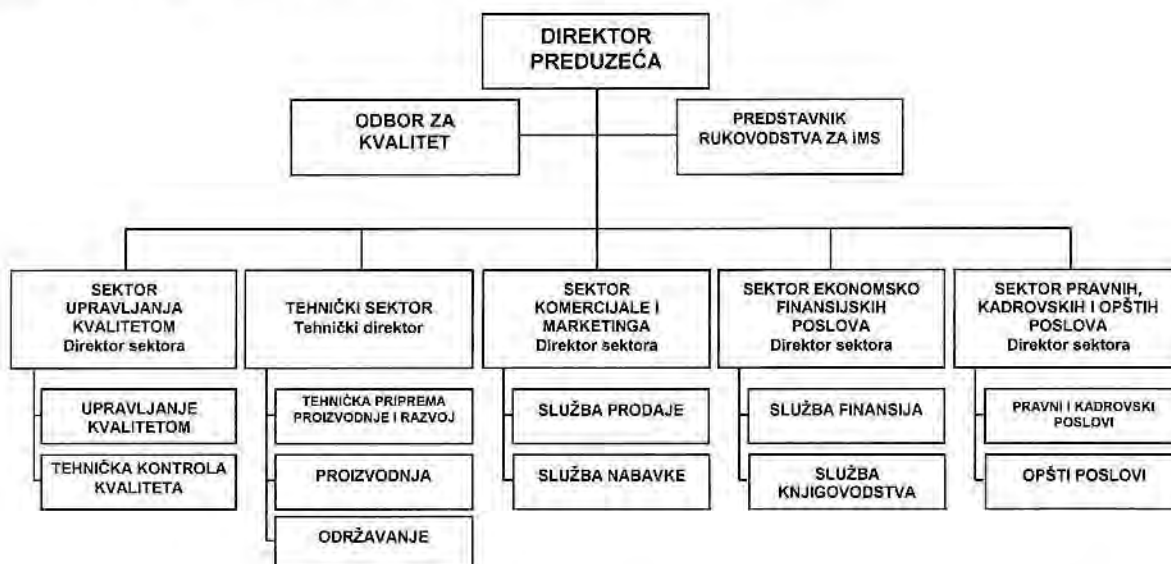 DIREKTOR
PREDUZEĆA
ODBOR ZA
KVALITET
PREDSTAVNIK
RUKOVODSTVA ZA IMS
SEKTOR
UPRAVLJANJA
KVALITETOM
Direktor sektora
TEHNIČKI SEKTOR
Tehnički direktor
SEKTOR
KOMERCIJALE I
MARKETINGA
Direktor sektora
SEKTOR EKONOMSKO
FINANSIJSKIH
POSLOVA
Direktor sektora
SEKTOR PRAVNIH,
KADROVSKIH I OPŠTIH
POSLOVA
Direktor sektora
UPRAVLJANJE
KVALITETOM
TEHNIČKA KONTROLA
KVALITETA
TEHNIČKA PRIPREMA
PROIZVODNJE I RAZVOJ
PROIZVODNJA
ODRŽAVANJE
SLUŽBA PRODAJE
SLUŽBA NABAVKE
SLUŽBA FINANSIJA
SLUŽBA
KNJIGOVODSTVA
PRAVNI I KADROVSKI
POSLOVI
OPŠTI POSLOVI